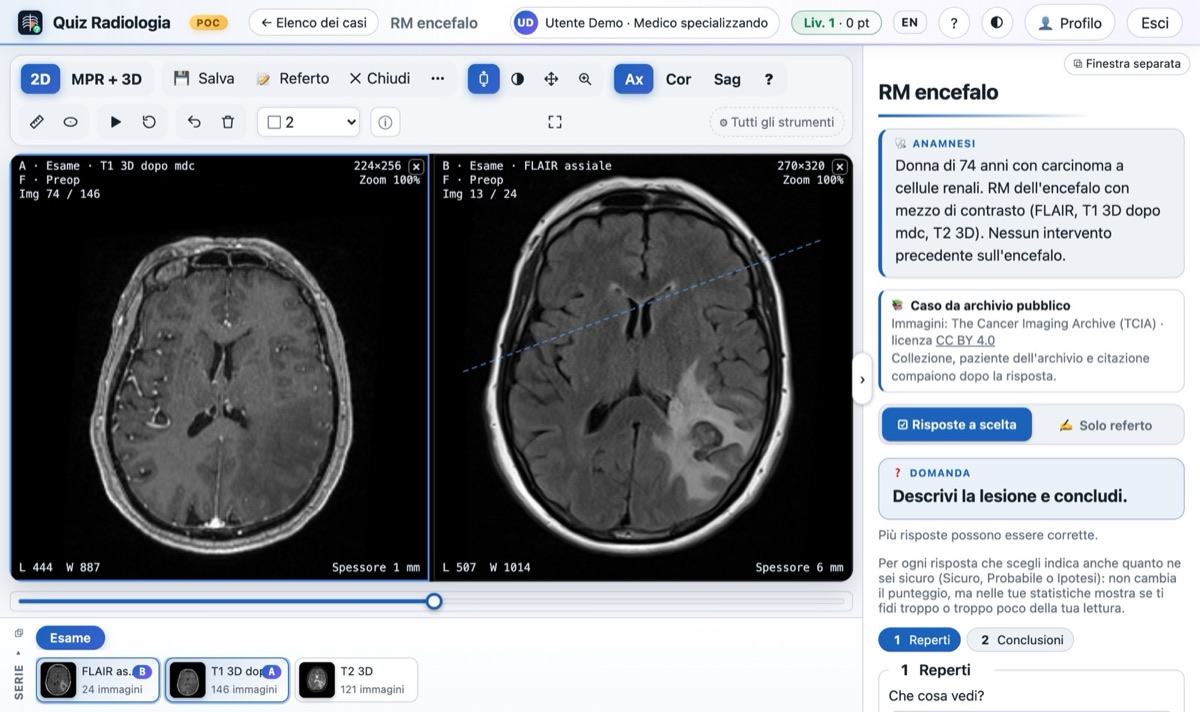 Quiz Radiologia POC ← Elenco dei casi RM encefalo UD Utente Demo · Medico specializzando Liv. 1 · 0 pt EN ? Profilo Esci
2D MPR + 3D Salva Referto Chiudi ··· Ax Cor Sag ?
2 Tutti gli strumenti
A · Esame · T1 3D dopo mdc
F · Preop
Img 74 / 146
224×256
Zoom 100%
L 444 W 887
Spessore 1 mm
B · Esame · FLAIR assiale
F · Preop
Img 13 / 24
270×320
Zoom 100%
L 507 W 1014
Spessore 6 mm
SERIE
Esame
FLAIR as… B
24 immagini
T1 3D dop A
146 immagini
T2 3D
121 immagini
Finestra separata
RM encefalo
ANAMNESI
Donna di 74 anni con carcinoma a
cellule renali. RM dell'encefalo con
mezzo di contrasto (FLAIR, T1 3D dopo
mdc, T2 3D). Nessun intervento
precedente sull'encefalo.
Caso da archivio pubblico
Immagini: The Cancer Imaging Archive (TCIA) ·
licenza CC BY 4.0
Collezione, paziente dell'archivio e citazione
compaiono dopo la risposta.
Risposte a scelta Solo referto
? DOMANDA
Descrivi la lesione e concludi.
Più risposte possono essere corrette.
Per ogni risposta che scegli indica anche quanto ne
sei sicuro (Sicuro, Probabile o Ipotesi): non cambia
il punteggio, ma nelle tue statistiche mostra se ti
fidi troppo o troppo poco della tua lettura.
1 Reperti 2 Conclusioni
1 Reperti
Che cosa vedi?